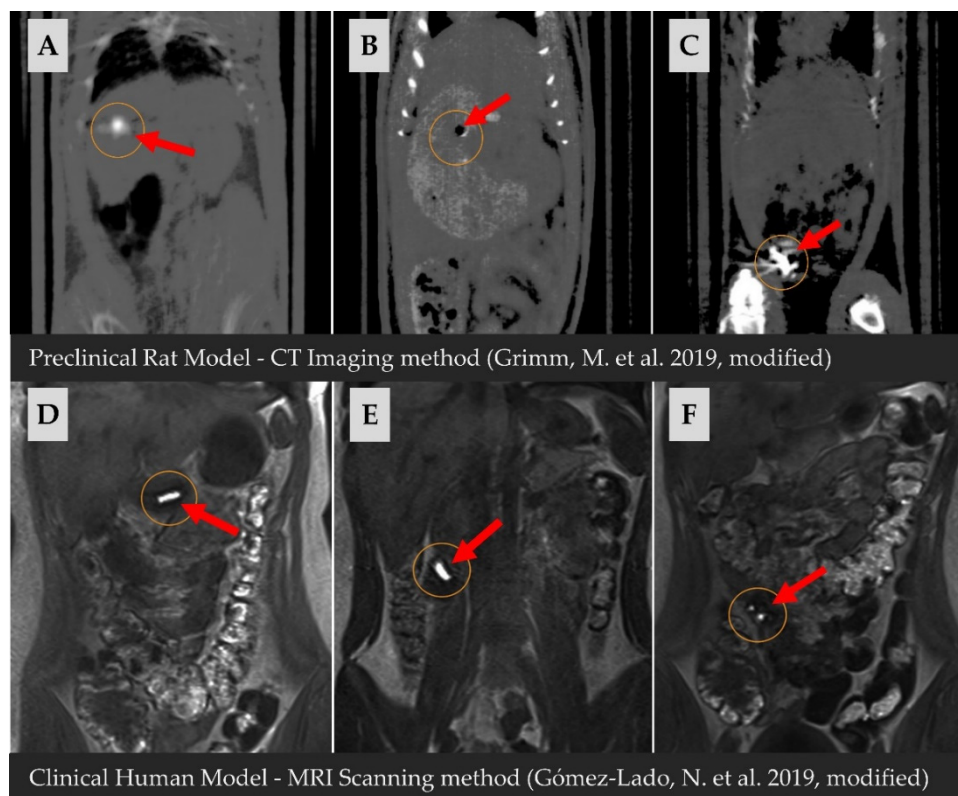 A
B
C
Preclinical Rat Model - CT Imaging method (Grimm, M. et al. 2019, modified)
D
E
F
Clinical Human Model - MRI Scanning method (Gómez-Lado, N. et al. 2019, modified)